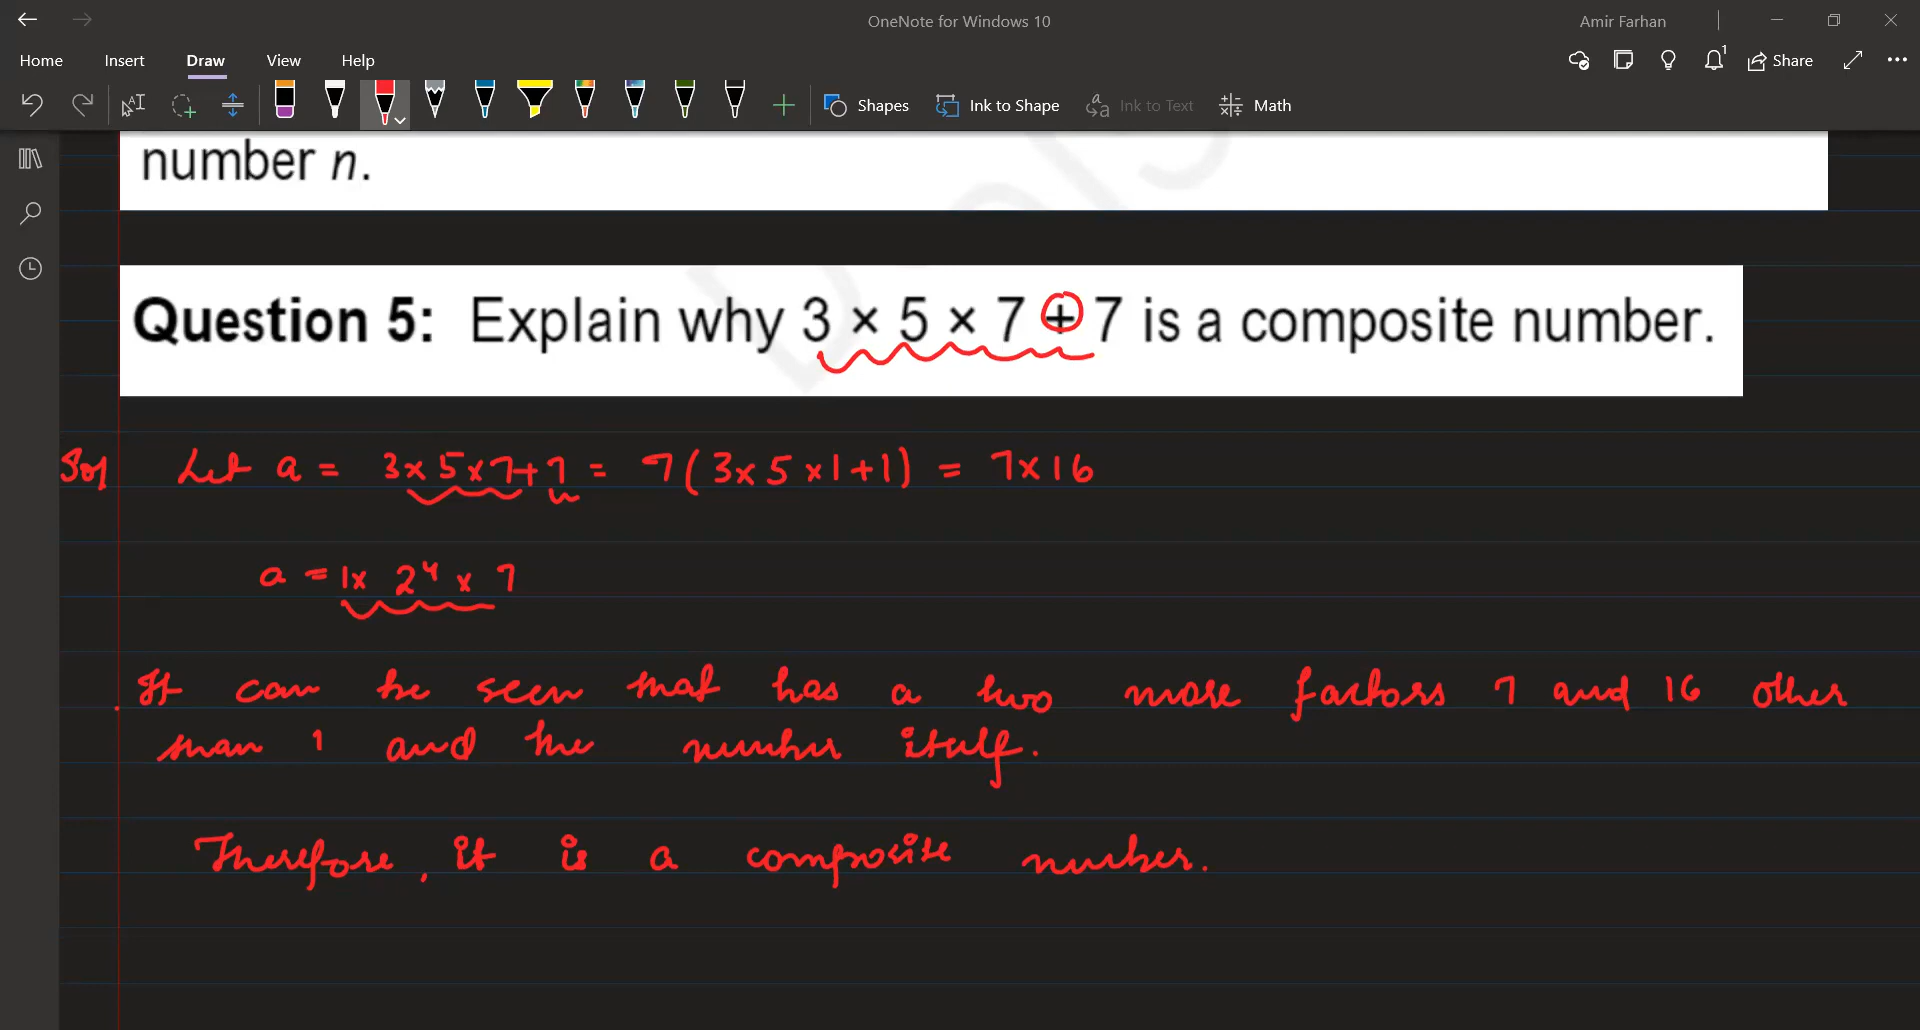 OneNote for Windows 10
Amir Farhan
Home Insert Draw View Help
1
Share
Shapes
Ink to Shape
Ink to Text
Math
number n.
Question 5: Explain why 3 × 5 × 7 + 7 is a composite number.
Sol Let a = 3 × 5 × 7 + 7 = 7 ( 3 × 5 × 1 + 1 ) = 7 × 16
a = 1 × 2⁴ × 7
It can be seen that has a two more factors 7 and 16 other
than 1 and the number itself.
Therefore, it is a composite number.